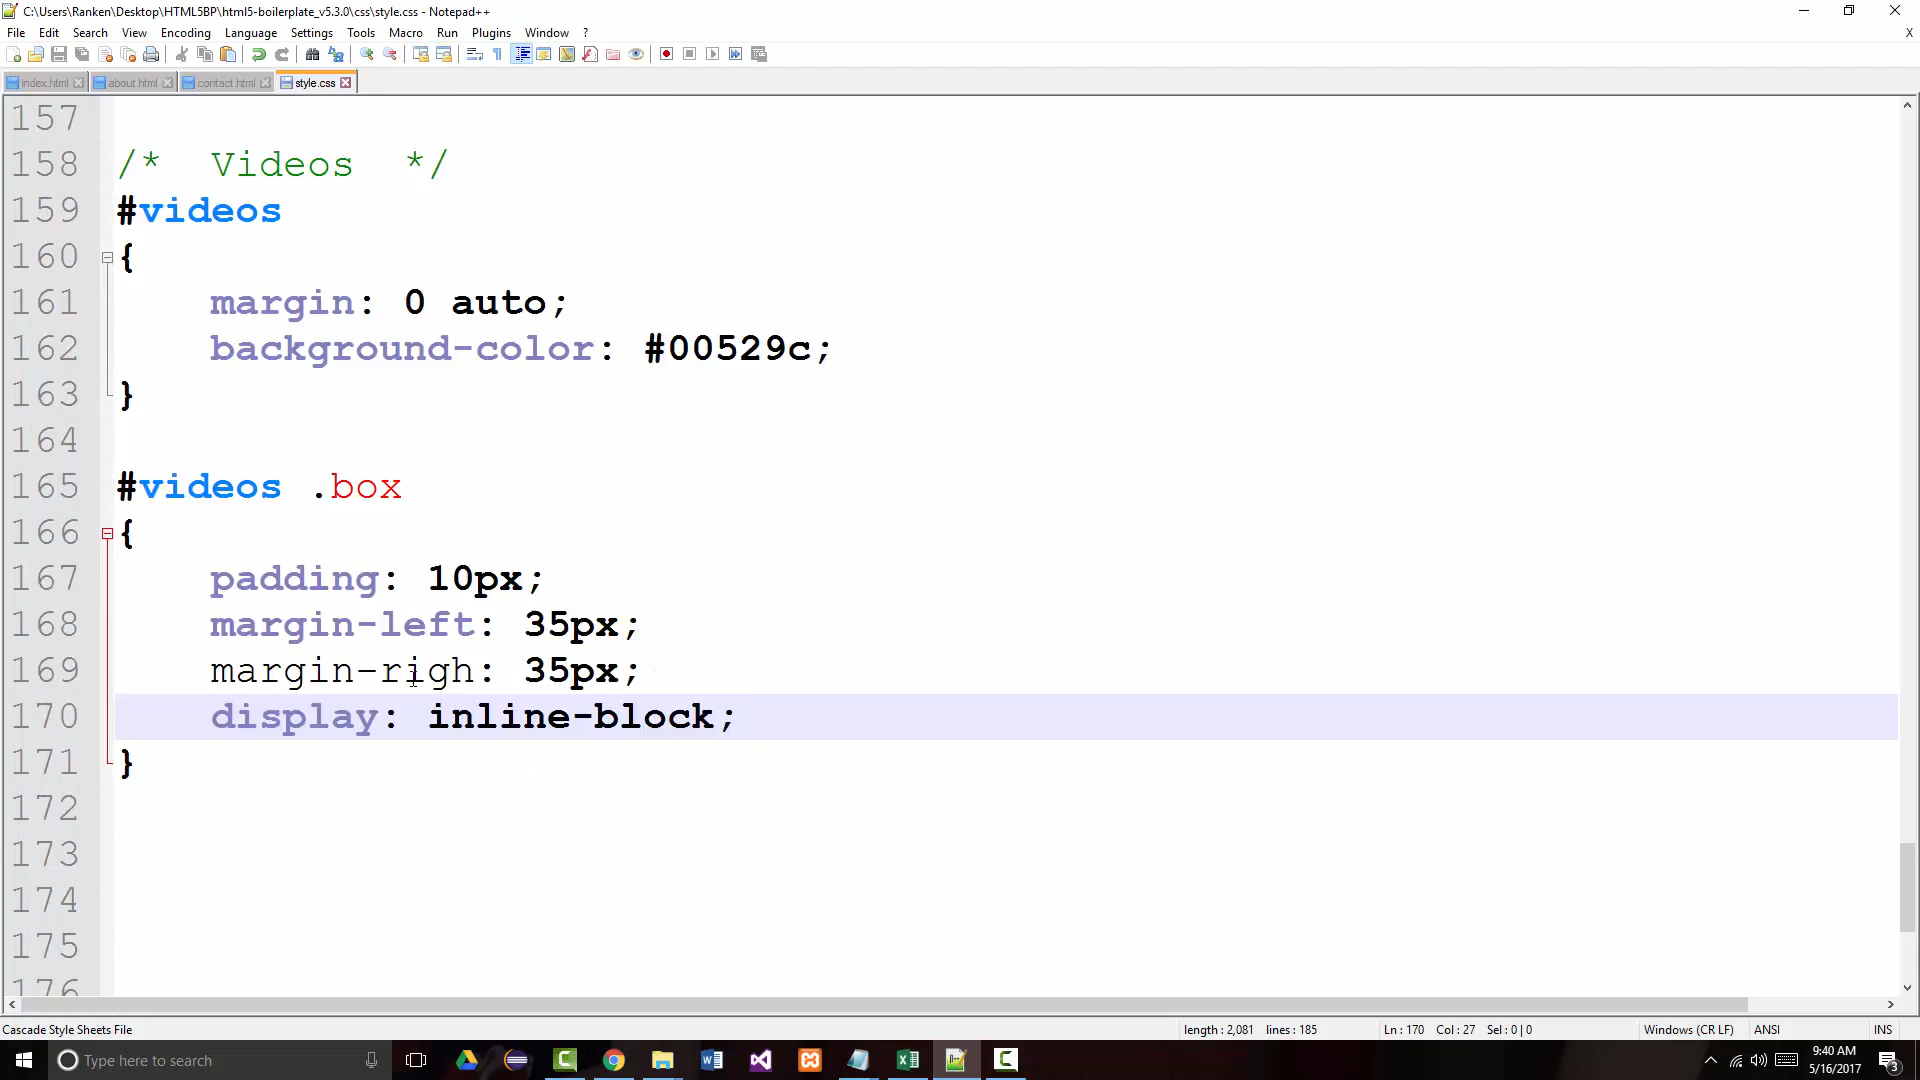 C:\Users\Ranken\Desktop\HTML5BP\html5-boilerplate_v5.3.0\css\style.css - Notepad++
File Edit Search View Encoding Language Settings Tools Macro Run Plugins Window ? X
index.html about.html contact.html style.css
157
158 /* Videos */
159 #videos
160 {
161 margin: 0 auto;
162 background-color: #00529c;
163 }
164
165 #videos .box
166 {
167 padding: 10px;
168 margin-left: 35px;
169 margin-righ: 35px;
170 display: inline-block;
171 }
172
173
174
175
176
Cascade Style Sheets File length : 2,081 lines : 185 Ln : 170 Col : 27 Sel : 0 | 0 Windows (CR LF) ANSI INS
Type here to search
9:40 AM
5/16/2017
3